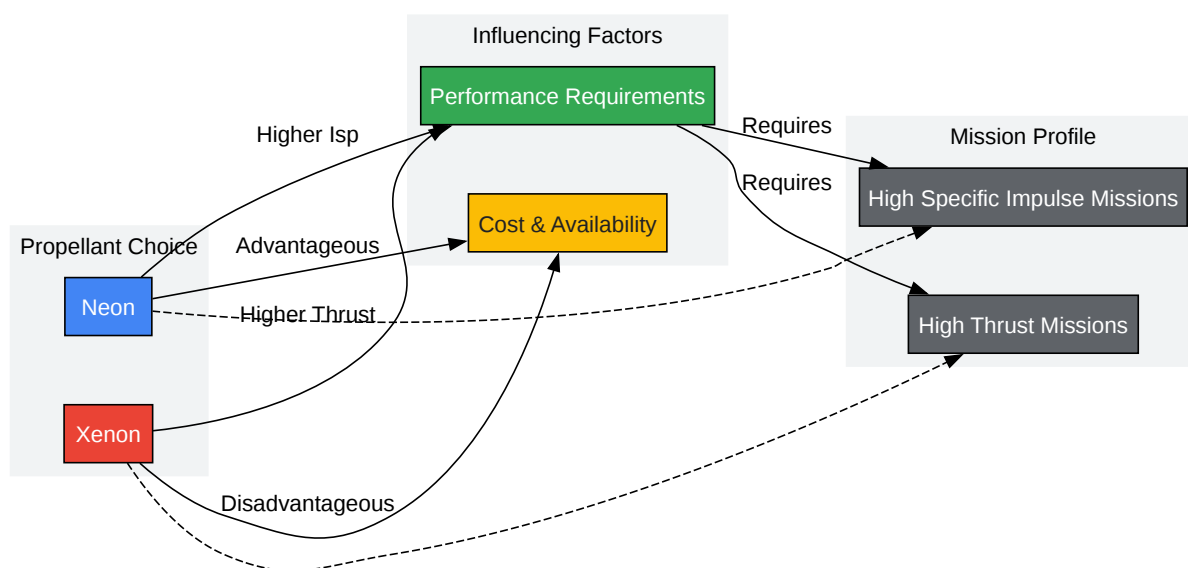 Influencing Factors
Performance Requirements
Higher Isp
Requires
Mission Profile
Requires
High Specific Impulse Missions
Cost & Availability
Propellant Choice
Advantageous
Neon
Higher Thrust
High Thrust Missions
Xenon
Disadvantageous